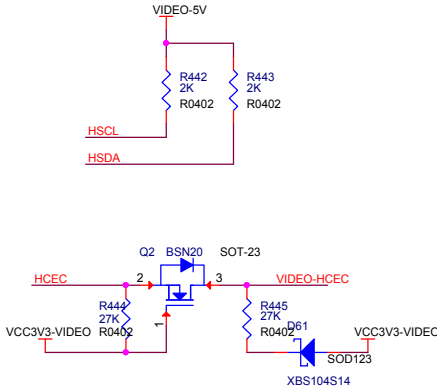 VIDEO-5V
R442 R443
2K 2K
R0402 R0402
HSCL
HSDA
Q2 BSN20 SOT-23
HCEC 2 3 VIDEO-HCEC
R444 R445
27K 27K
VCC3V3-VIDEO R0402 1 R0402 D61 VCC3V3-VIDEO
SOD123
XBS104S14